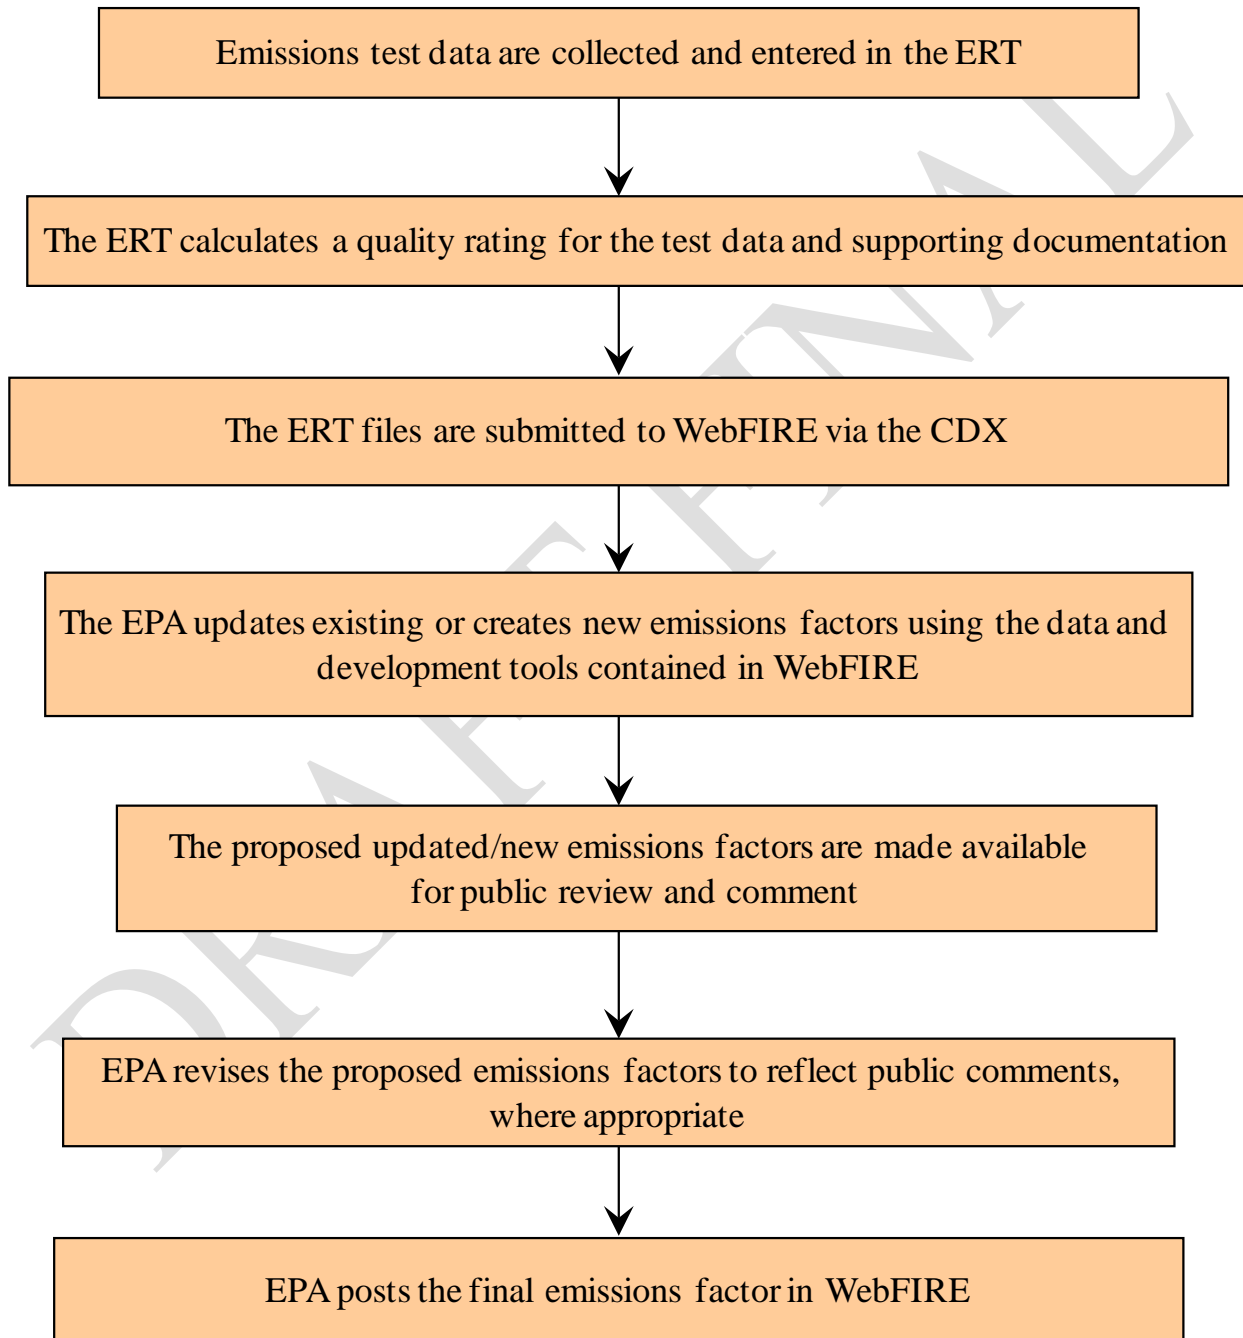 Emissions test data are collected and entered in the ERT
The ERT calculates a quality rating for the test data and supporting documentation
The ERT files are submitted to WebFIRE via the CDX
The EPA updates existing or creates new emissions factors using the data and
development tools contained in WebFIRE
The proposed updated/new emissions factors are made available
for public review and comment
EPA revises the proposed emissions factors to reflect public comments,
where appropriate
EPA posts the final emissions factor in WebFIRE
DRAFT FINAL